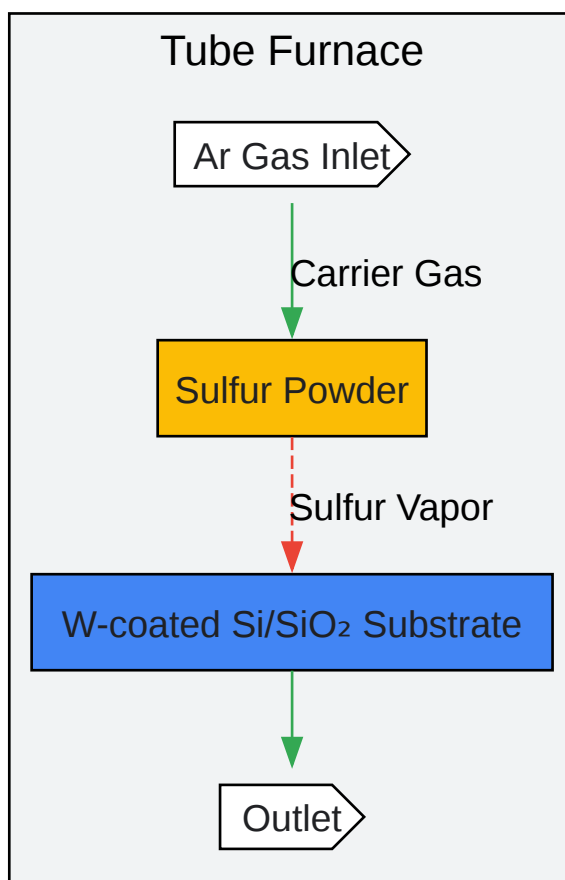 Tube Furnace
Ar Gas Inlet
Carrier Gas
Sulfur Powder
Sulfur Vapor
W-coated Si/SiO₂ Substrate
Outlet